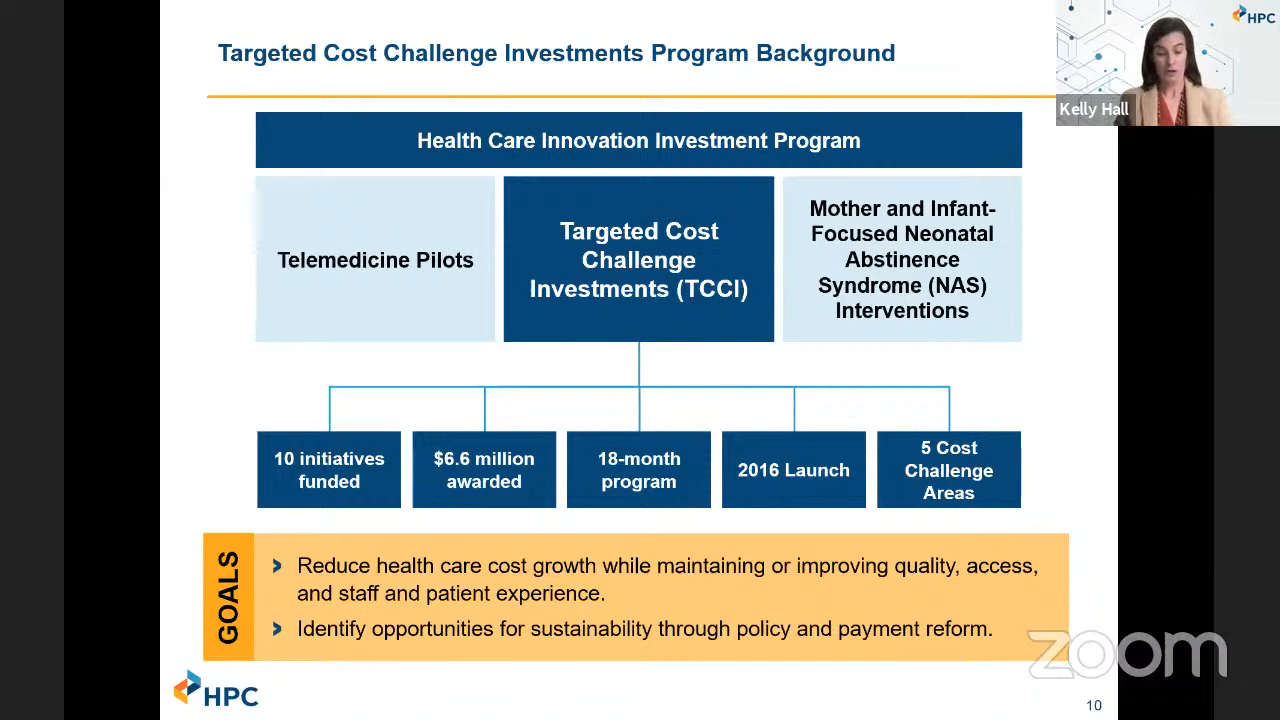 Targeted Cost Challenge Investments Program Background
HPC
Kelly Hall
Health Care Innovation Investment Program
Telemedicine Pilots
Targeted Cost
Challenge
Investments (TCCI)
Mother and Infant-
Focused Neonatal
Abstinence
Syndrome (NAS)
Interventions
10 initiatives
funded
$6.6 million
awarded
18-month
program
2016 Launch
5 Cost
Challenge
Areas
GOALS
Reduce health care cost growth while maintaining or improving quality, access,
and staff and patient experience.
Identify opportunities for sustainability through policy and payment reform.
zoom
HPC
10